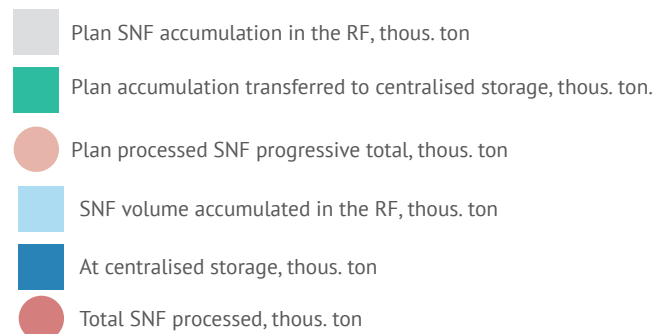 Plan SNF accumulation in the RF, thous. ton
Plan accumulation transferred to centralised storage, thous. ton.
Plan processed SNF progressive total, thous. ton
SNF volume accumulated in the RF, thous. ton
At centralised storage, thous. ton
Total SNF processed, thous. ton